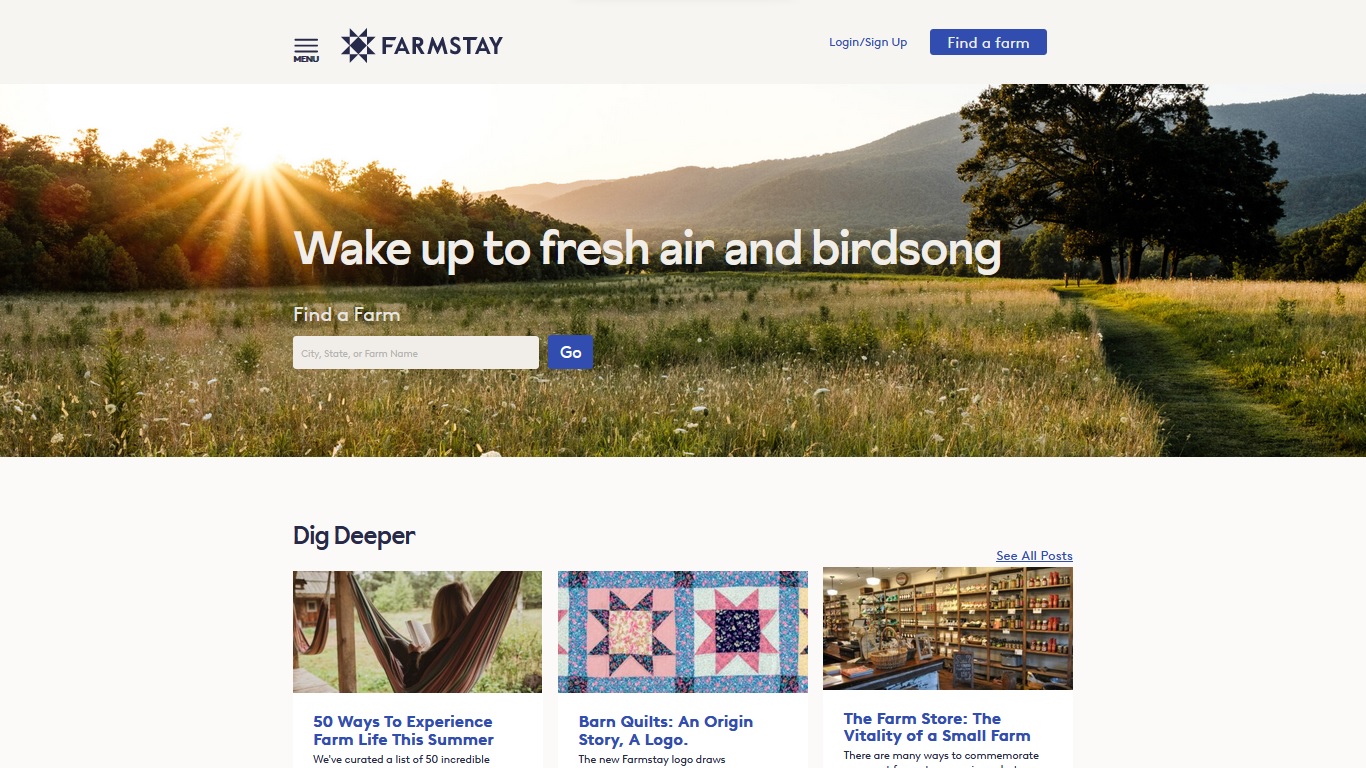 MENU
FARMSTAY
Login/Sign Up
Find a farm
Wake up to fresh air and birdsong
Find a Farm
City, State, or Farm Name
Go
Dig Deeper
See All Posts
50 Ways To Experience
Farm Life This Summer
We've curated a list of 50 incredible
Barn Quilts: An Origin
Story, A Logo.
The new Farmstay logo draws
The Farm Store: The
Vitality of a Small Farm
There are many ways to commemorate